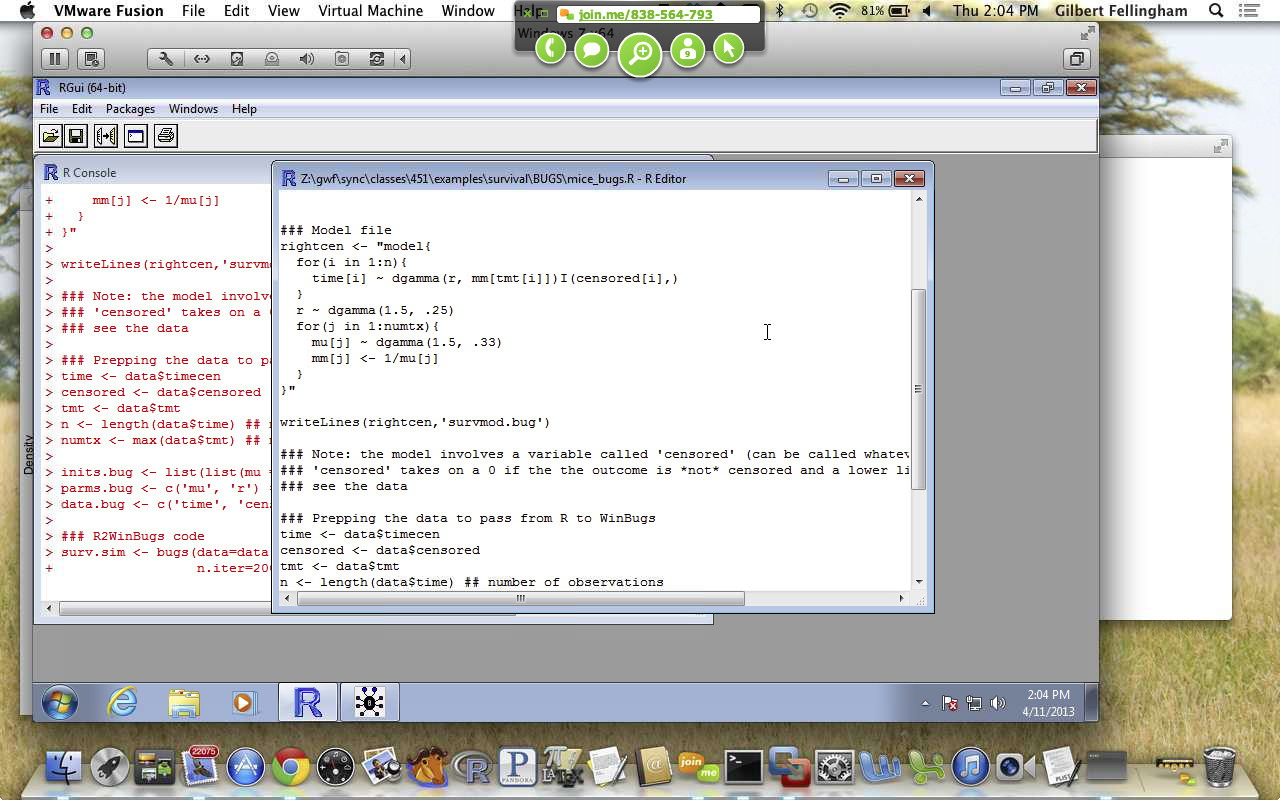 VMware Fusion File Edit View Virtual Machine Window Help 81% Thu 2:04 PM Gilbert Fellingham
join.me/838-564-793
Windows 7 x64
9
RGui (64-bit)
File Edit Packages Windows Help
R Console
+     mm[j] <- 1/mu[j]
+   }
+ }"
>
> writeLines(rightcen,'survmo
>
> ### Note: the model involve
> ### 'censored' takes on a
> ### see the data
>
> ### Prepping the data to pa
> time <- data$timecen
> censored <- data$censored
> tmt <- data$tmt
> n <- length(data$time) ##
> numtx <- max(data$tmt) ##
>
> inits.bug <- list(list(mu =
> parms.bug <- c('mu', 'r')
> data.bug <- c('time', 'cens
>
> ### R2WinBugs code
> surv.sim <- bugs(data=data
+                   n.iter=200
Z:\gwf\sync\classes\451\examples\survival\BUGS\mice_bugs.R - R Editor
### Model file
rightcen <- "model{
  for(i in 1:n){
    time[i] ~ dgamma(r, mm[tmt[i]])I(censored[i],)
  }
  r ~ dgamma(1.5, .25)
  for(j in 1:numtx){
    mu[j] ~ dgamma(1.5, .33)
    mm[j] <- 1/mu[j]
  }
}"
writeLines(rightcen,'survmod.bug')
### Note: the model involves a variable called 'censored' (can be called whatev
### 'censored' takes on a 0 if the the outcome is *not* censored and a lower li
### see the data
### Prepping the data to pass from R to WinBugs
time <- data$timecen
censored <- data$censored
tmt <- data$tmt
n <- length(data$time) ## number of observations
Density
2:04 PM
4/11/2013
22075
PANDORA
join me
PLIST